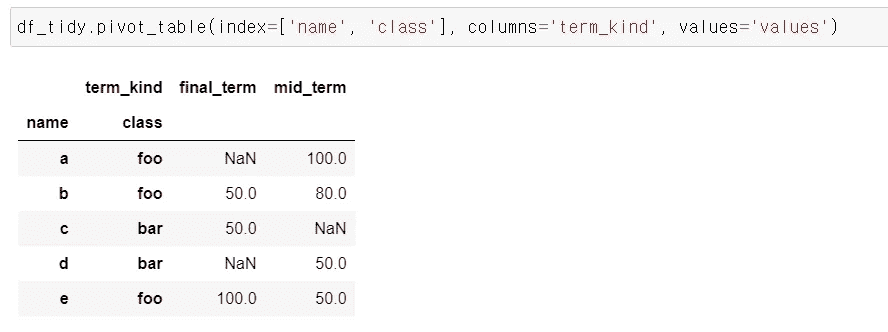 df_tidy.pivot_table(index=['name', 'class'], columns='term_kind', values='values')
term_kind final_term mid_term
name class
a foo NaN 100.0
b foo 50.0 80.0
c bar 50.0 NaN
d bar NaN 50.0
e foo 100.0 50.0